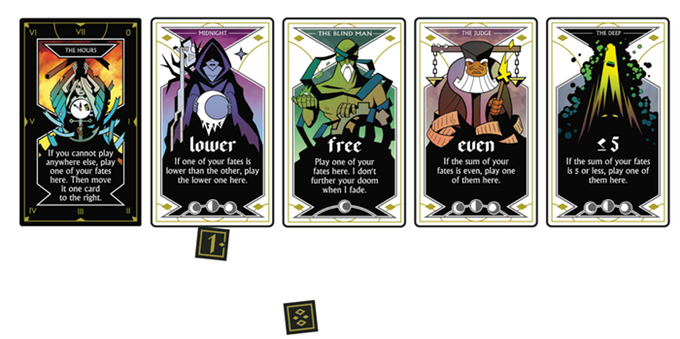 VI VII O
THE HOURS
V
IV III II
If you cannot play
anywhere else, play
one of your fates
here. Then move
it one card
to the right.
MIDNIGHT
lower
If one of your fates is
lower than the other, play
the lower one here.
THE BLIND MAN
free
Play one of your
fates here. I don't
further your doom
when I fade.
THE JUDGE
even
If the sum of your
fates is even, play one
of them here.
THE DEEP
≤ 5
If the sum of your fates
is 5 or less, play one of
them here.
1